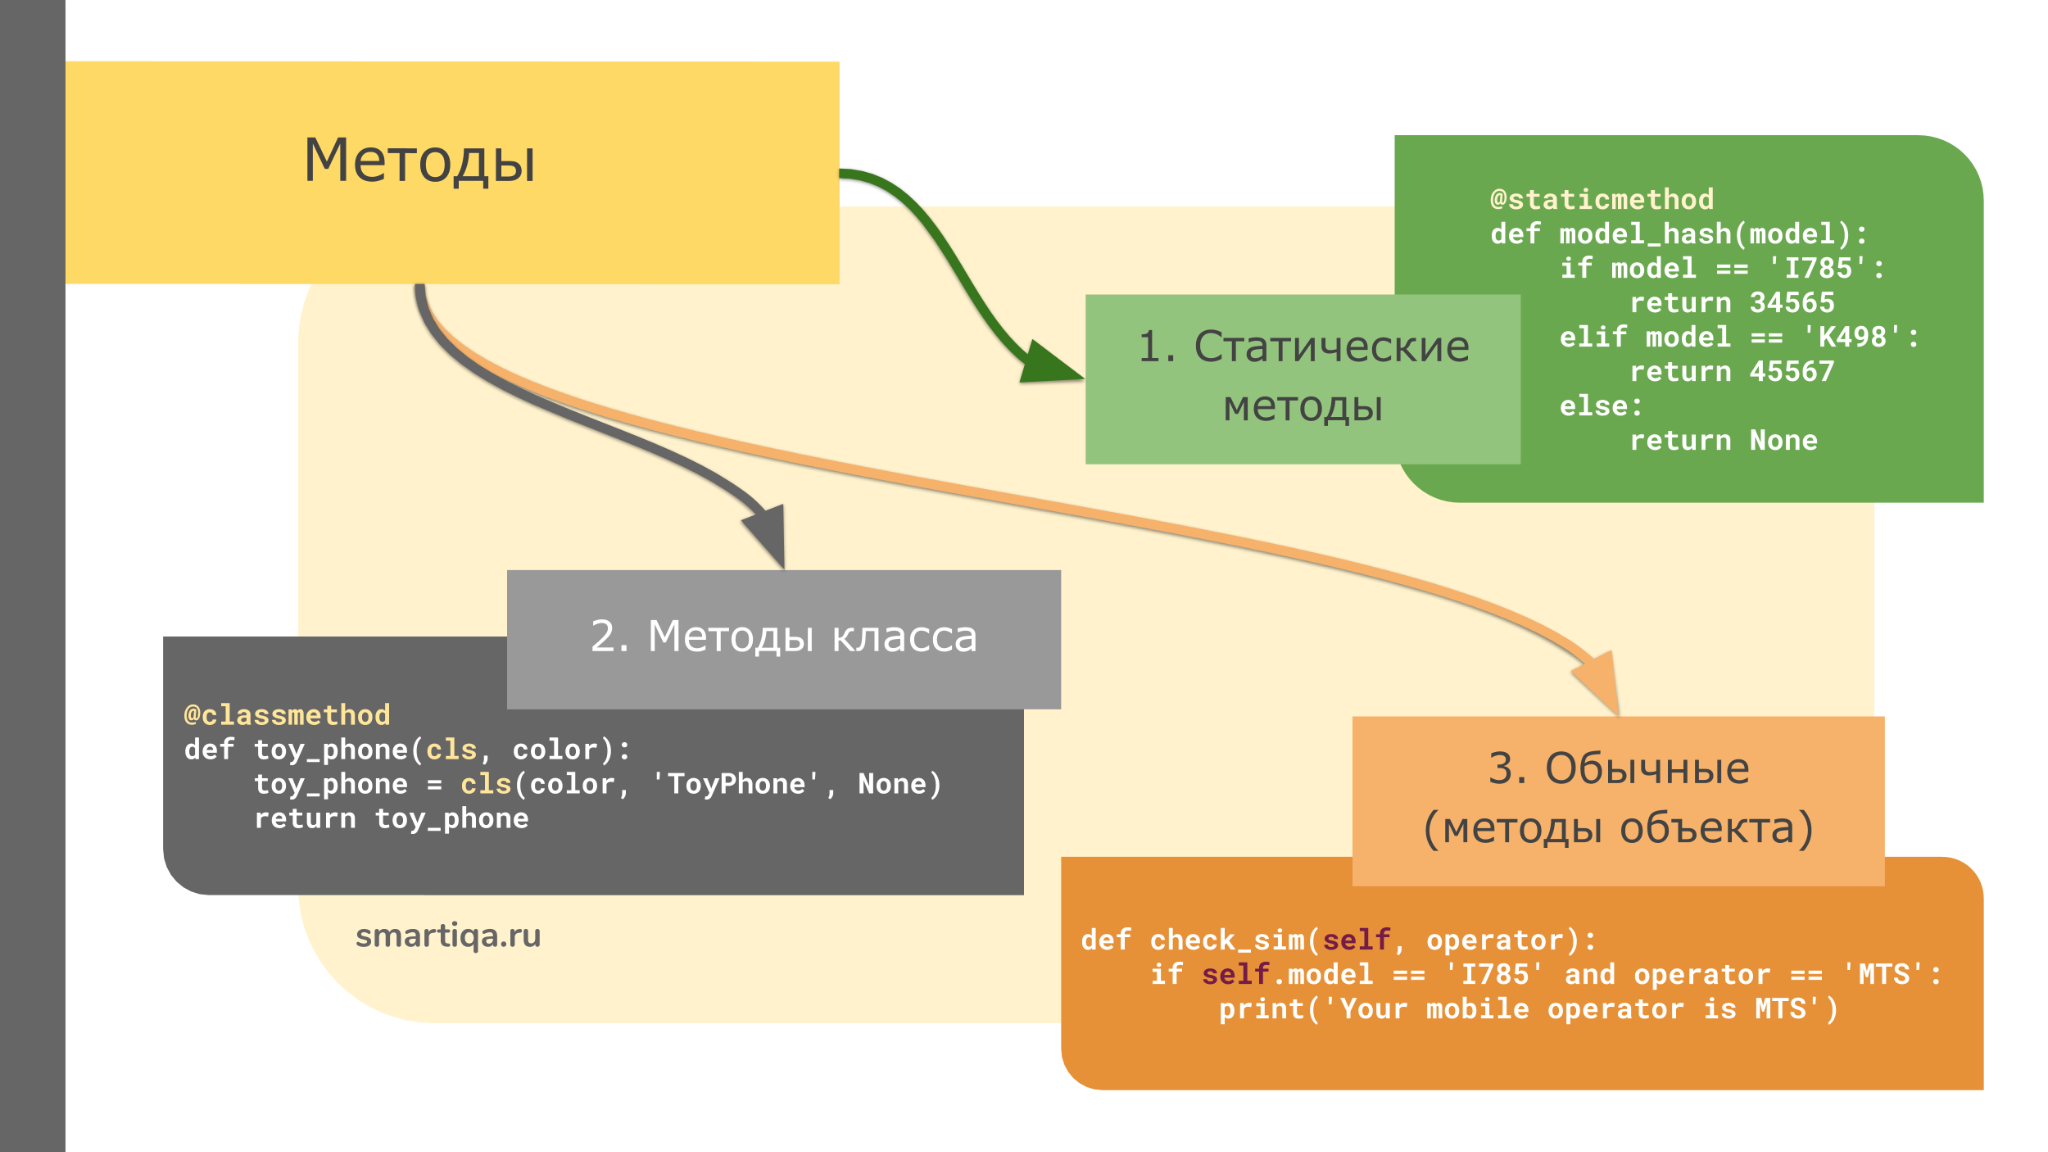 Методы
@staticmethod
def model_hash(model):
    if model == 'I785':
        return 34565
    elif model == 'K498':
        return 45567
    else:
        return None
1. Статические
методы
2. Методы класса
@classmethod
def toy_phone(cls, color):
    toy_phone = cls(color, 'ToyPhone', None)
    return toy_phone
3. Обычные
(методы объекта)
def check_sim(self, operator):
    if self.model == 'I785' and operator == 'MTS':
        print('Your mobile operator is MTS')
smartiqa.ru